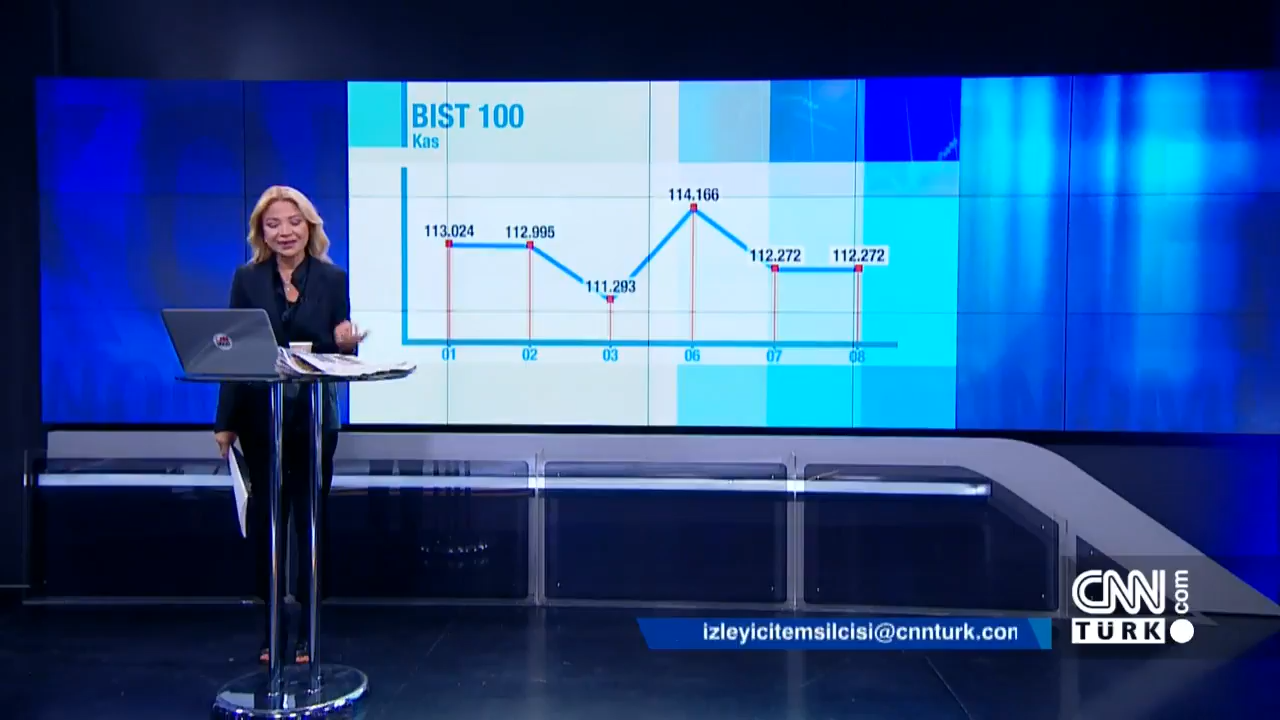 BIST 100
Kas
114.166
113.024 112.995
112.272 112.272
111.293
01 02 03 06 07 08
izleyicitemsilcisi@cnnturk.con
CNN
TÜRK
.com